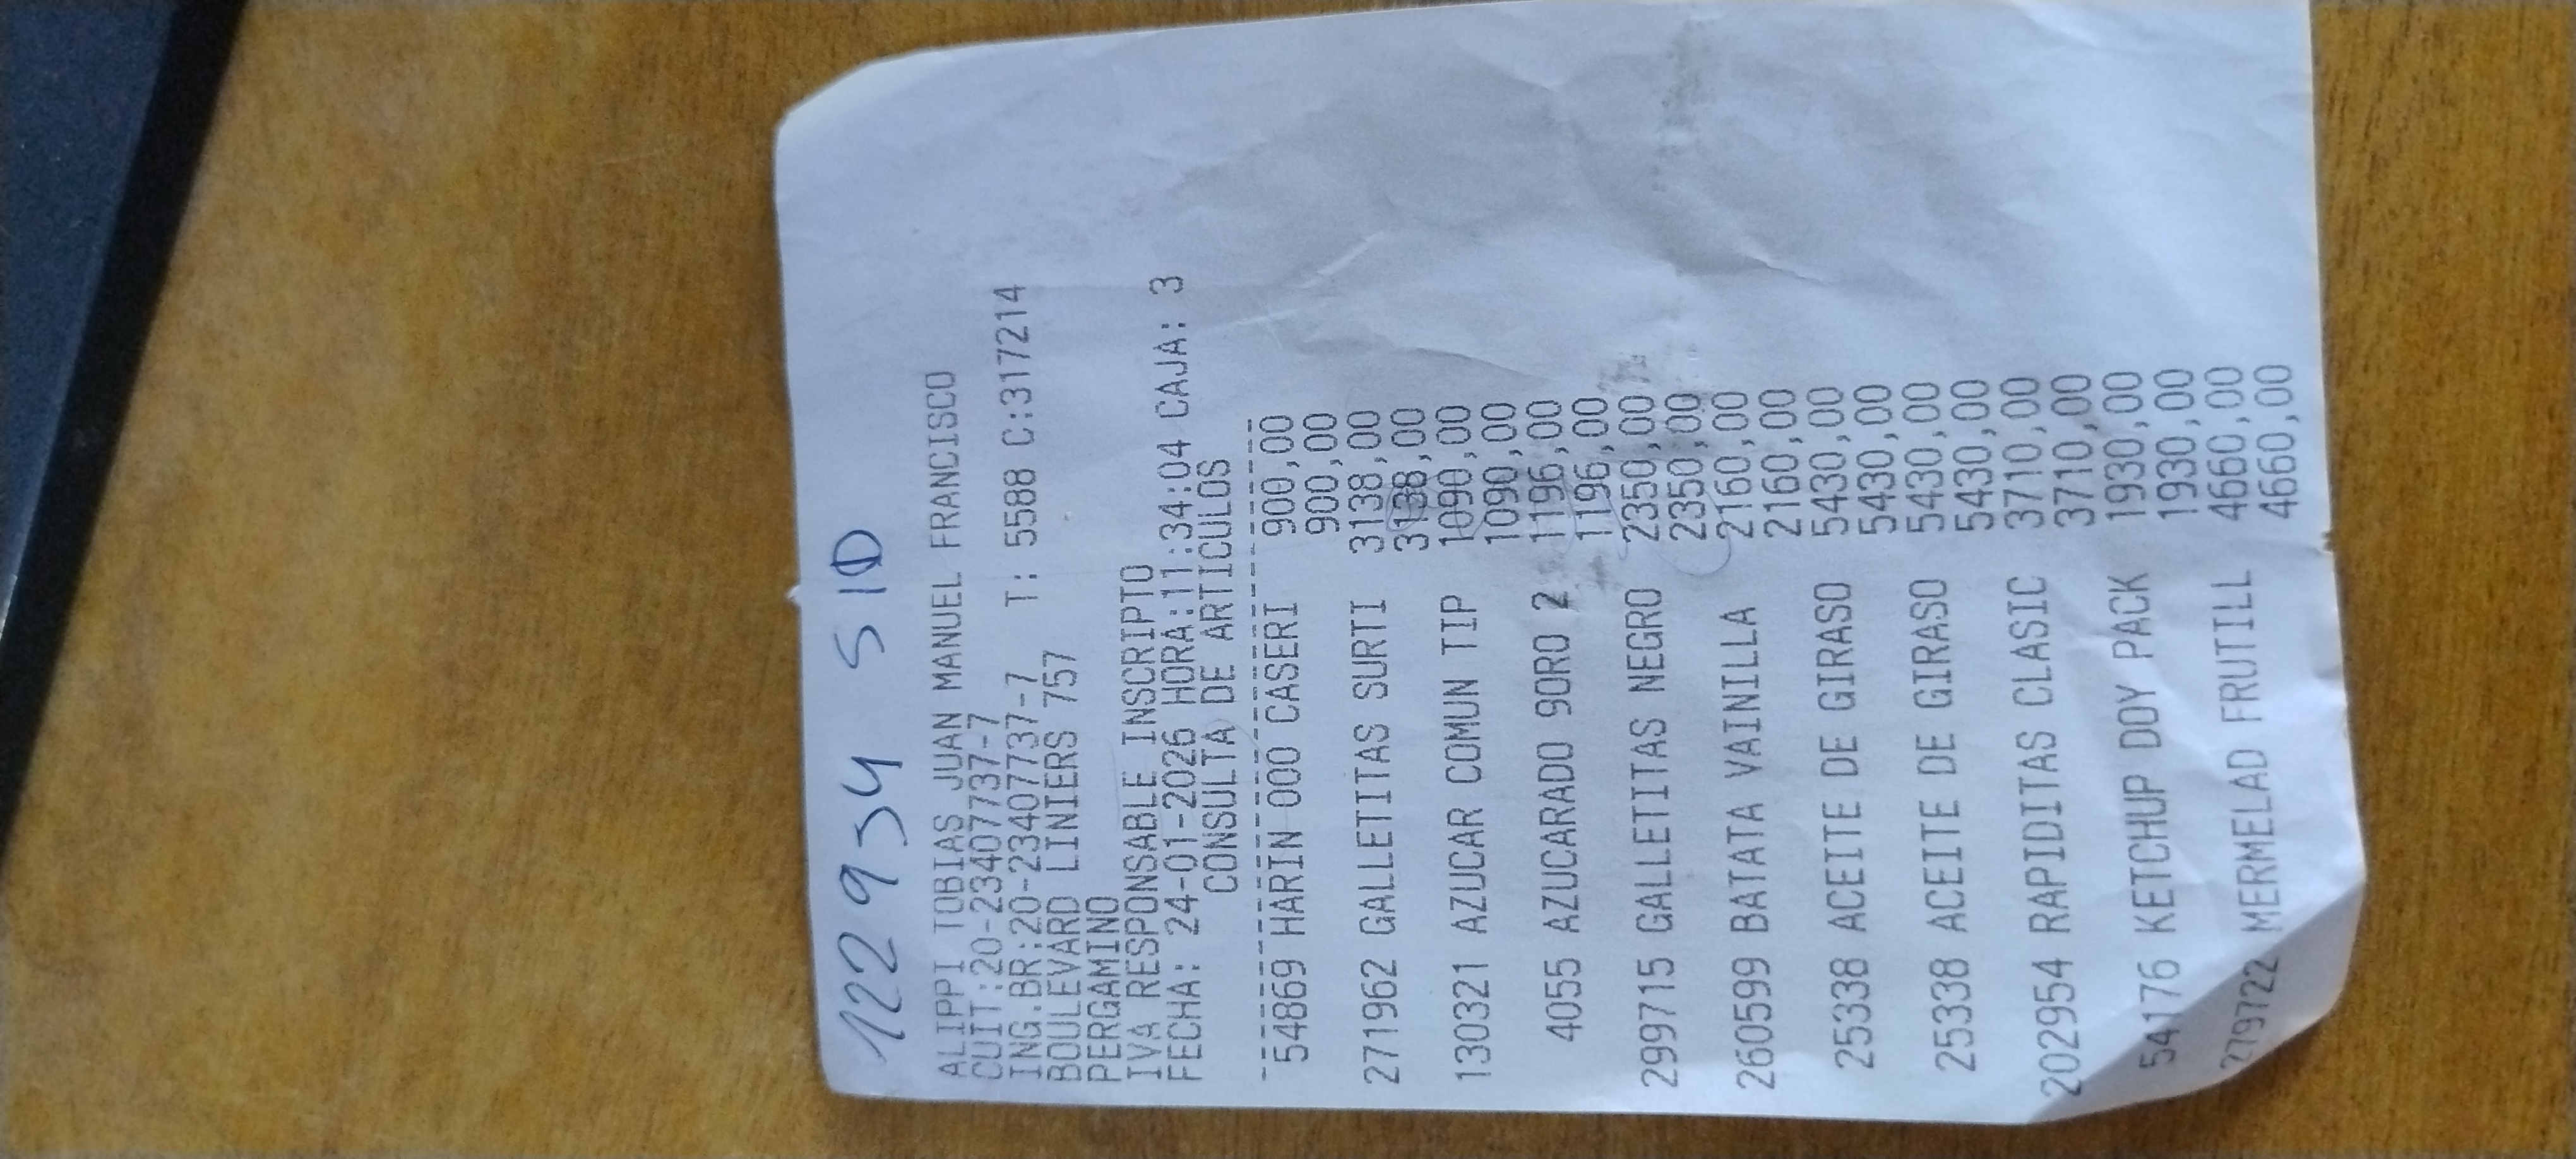 122934 SID
ALIPPI TOBIAS JUAN MANUEL FRANCISCO
CUIT:20-23407737-7
ING.BR:20-23407737-7
BOULEVARD LINIERS 757 T: 5588 C:317214
PERGAMINO
IVA RESPONSABLE INSCRIPTO
FECHA: 24-01-2026 HORA:11:34:04 CAJA: 3
CONSULTA DE ARTICULOS
54869 HARIN 000 CASERI 900,00
900,00
271962 GALLETITAS SURTI 3138,00
3138,00
130321 AZUCAR COMUN TIP 1090,00
1090,00
4055 AZUCARADO 90RO 2 1196,00
1196,00
299715 GALLETITAS NEGRO 2350,00
2350,00
260599 BATATA VAINILLA 2160,00
2160,00
25338 ACEITE DE GIRASO 5430,00
5430,00
25338 ACEITE DE GIRASO 5430,00
5430,00
202954 RAPIDITAS CLASIC 3710,00
3710,00
54176 KETCHUP DOY PACK 1930,00
1930,00
279722 MERMELAD FRUTILL 4660,00
4660,00